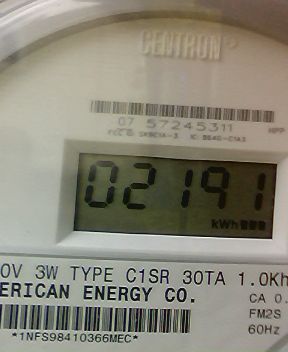 CENTRON®
07 57245311
HPP
02191
kWh
0V 3W TYPE C1SR 30TA 1.0Kh
ERICAN ENERGY CO.
CA 0.
FM2S
60Hz
*1NFS98410366MEC*